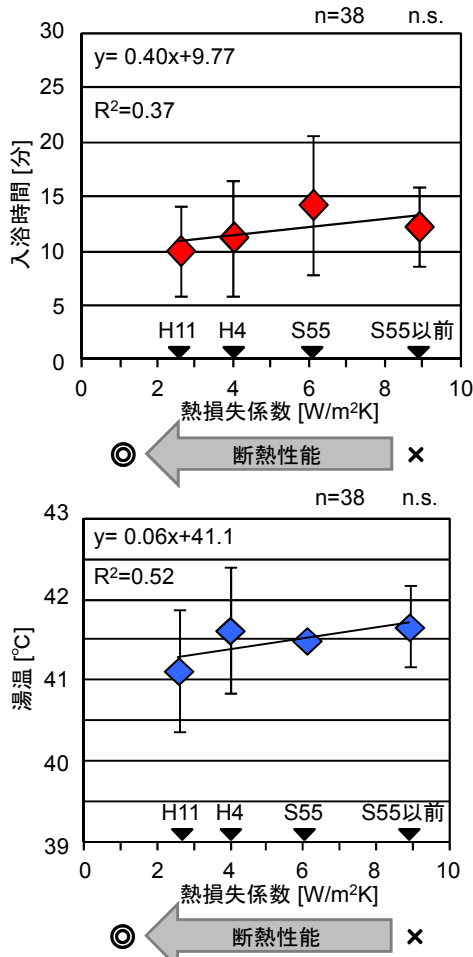 n=38 n.s.
30
y= 0.40x+9.77
25
R²=0.37
20
15
10
5
0
入浴時間 [分]
H11 H4 S55 S55以前
0 2 4 6 8 10
熱損失係数 [W/m²K]
◎ 断熱性能 ×
n=38 n.s.
43
y= 0.06x+41.1
R²=0.52
42
41
40
39
湯温 [℃]
H11 H4 S55 S55以前
0 2 4 6 8 10
熱損失係数 [W/m²K]
◎ 断熱性能 ×